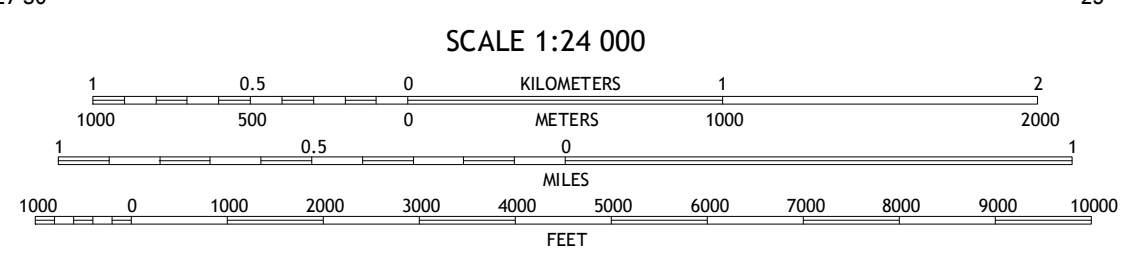 SCALE 1:24 000
1 0.5 0 KILOMETERS 1 2
1000 500 0 METERS 1000 2000
1 0.5 0 1
MILES
1000 0 1000 2000 3000 4000 5000 6000 7000 8000 9000 10000
FEET